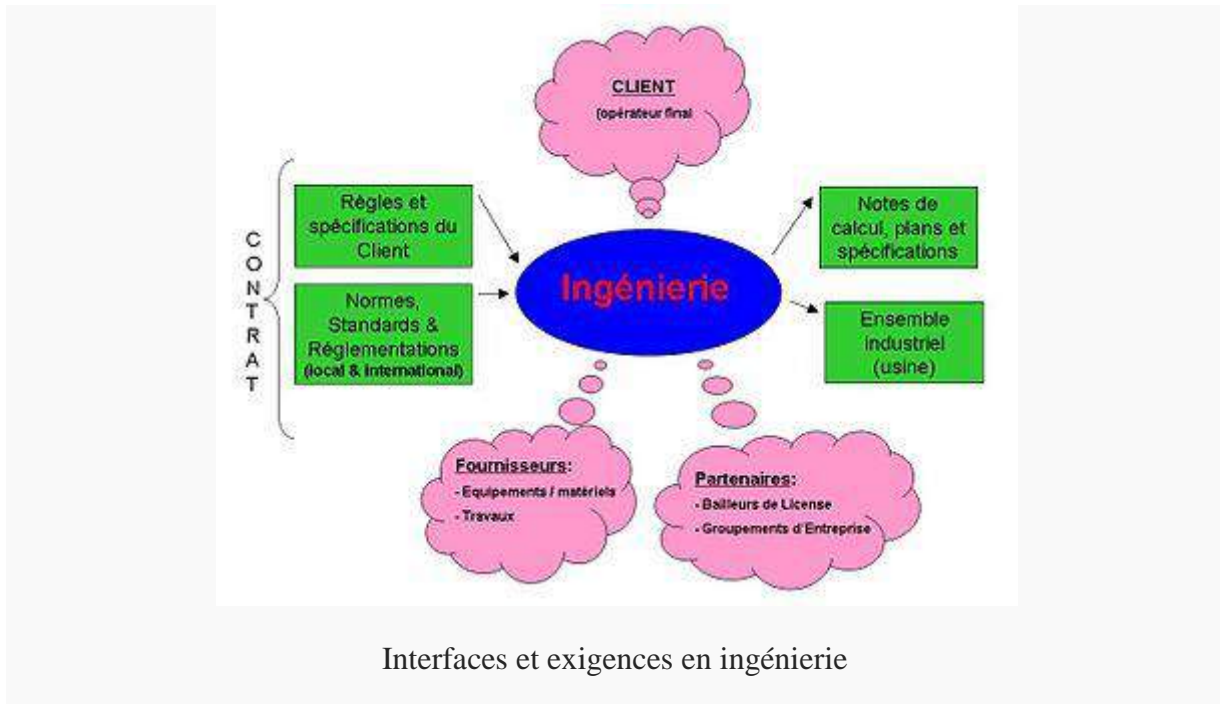 CLIENT
(opérateur final
CONTRAT
Règles et
spécifications du
Client
Normes,
Standards &
Réglementations
(local & international)
Ingénierie
Notes de
calcul, plans et
spécifications
Ensemble
industriel
(usine)
Fournisseurs:
- Equipements / matériels
- Travaux
Partenaires:
- Bailleurs de License
- Groupements d'Entreprise
Interfaces et exigences en ingénierie